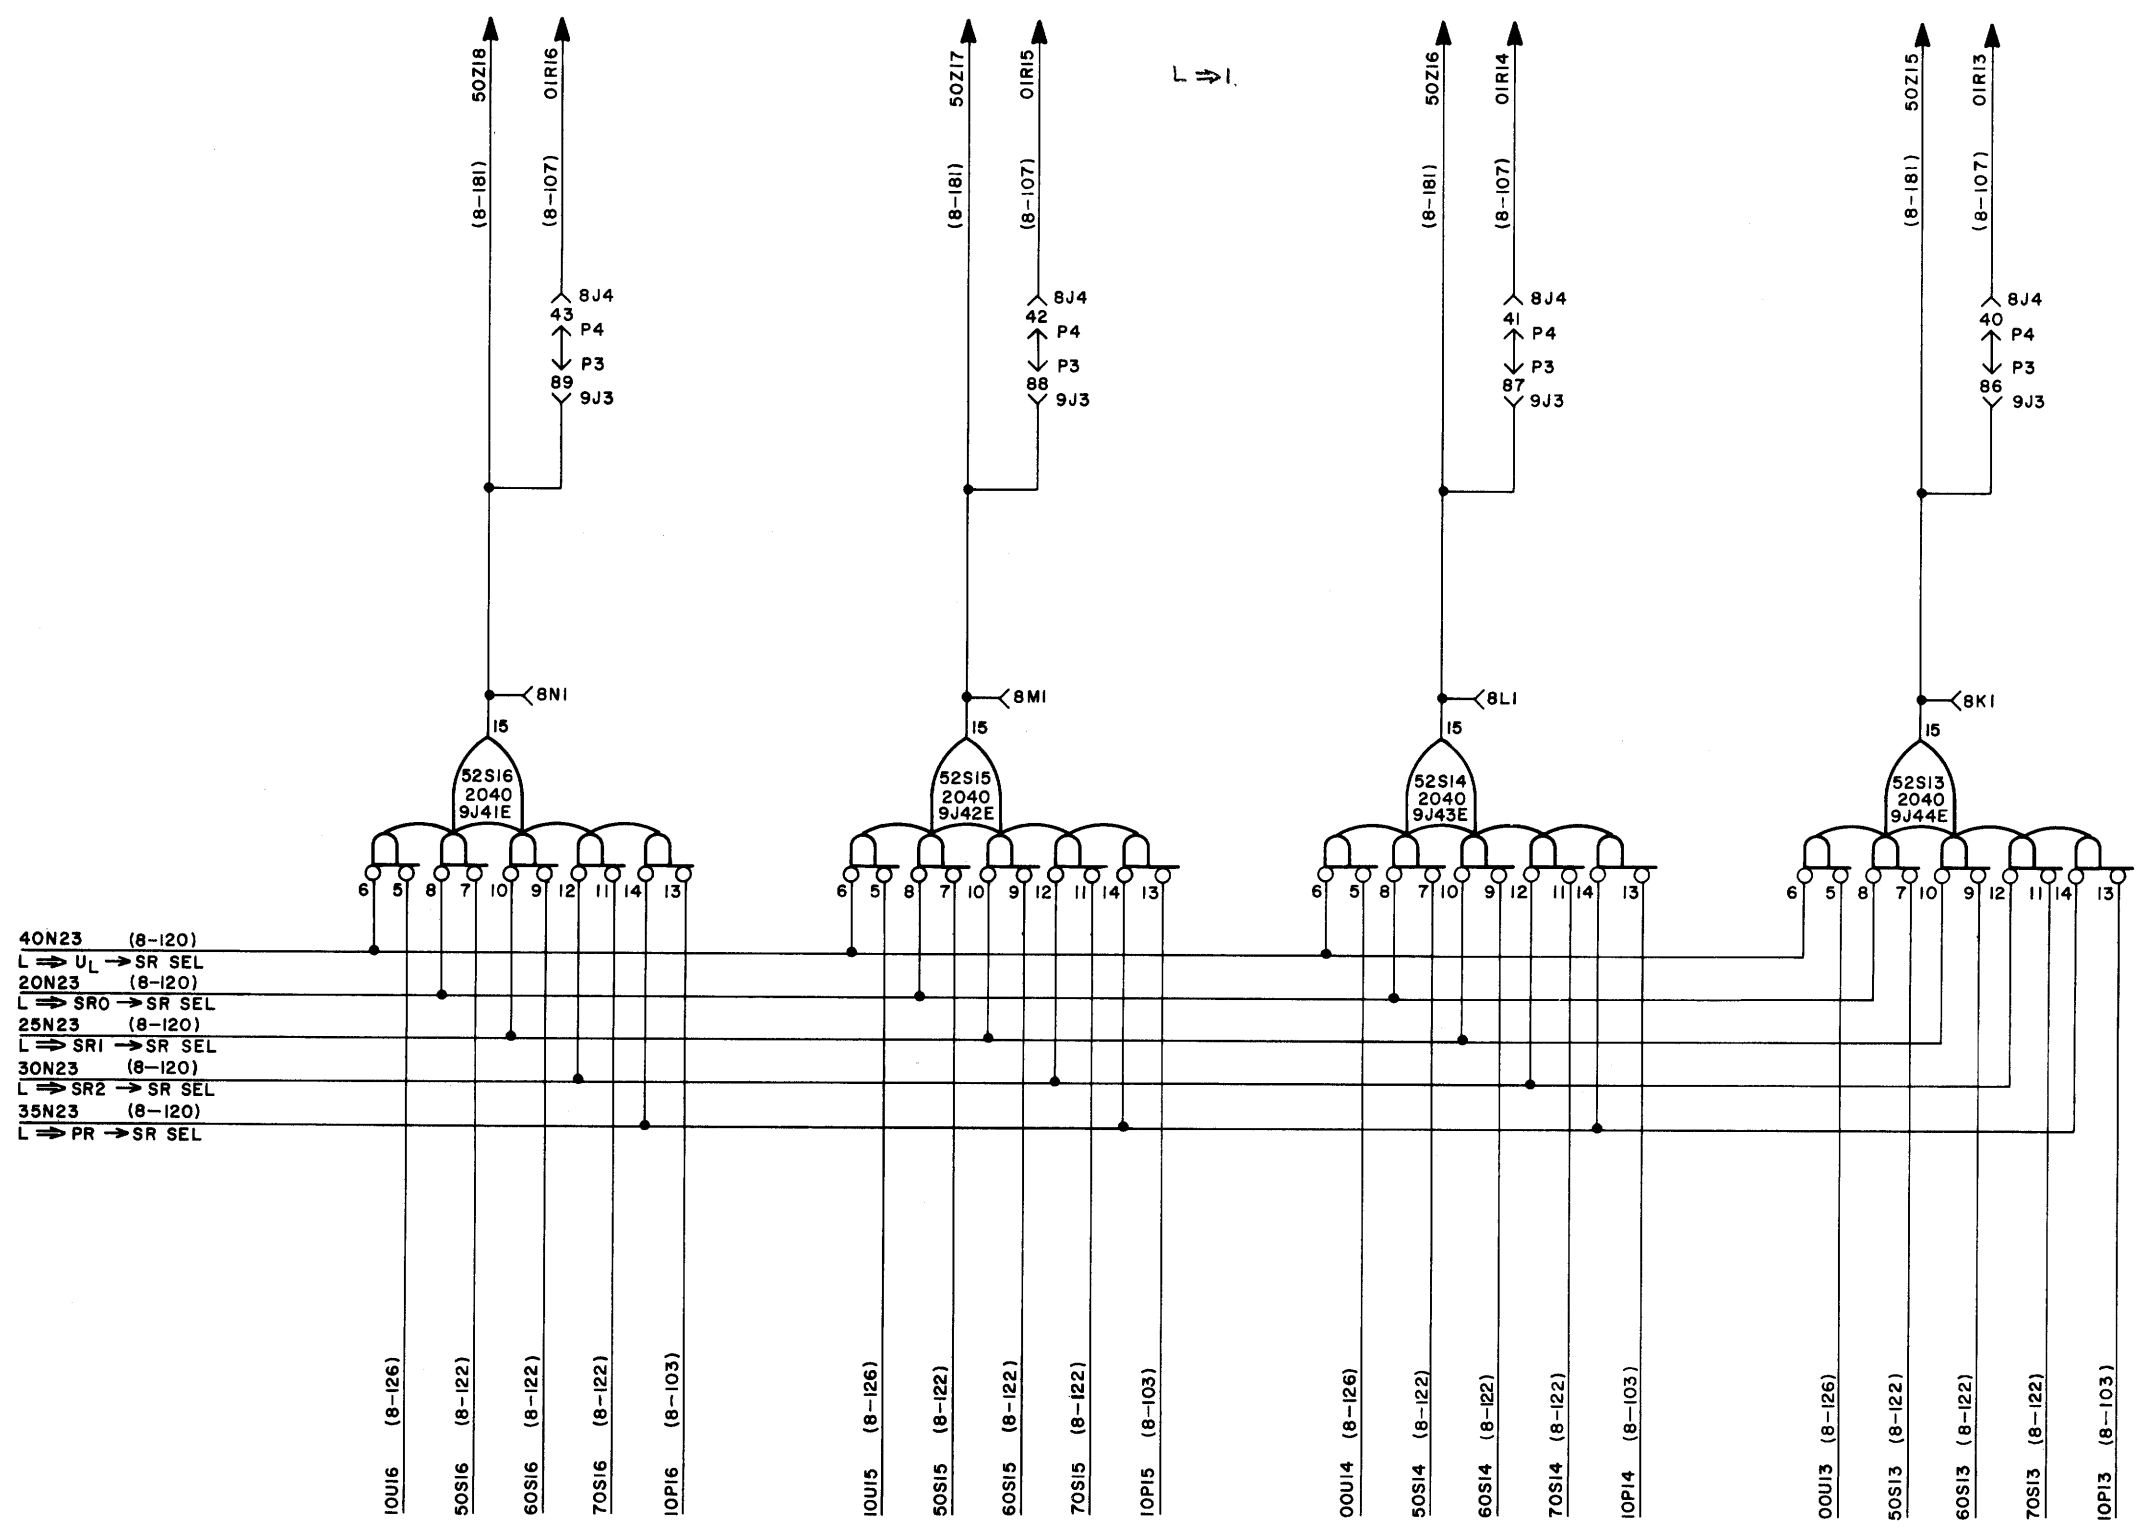 50Z18 (8-181)
01R16 (8-107)
50Z17 (8-181)
01R15 (8-107)
L ⇒ 1.
50Z16 (8-181)
01R14 (8-107)
50Z15 (8-181)
01R13 (8-107)
8J4
43
P4
P3
89
9J3
8J4
42
P4
P3
88
9J3
8J4
41
P4
P3
87
9J3
8J4
40
P4
P3
86
9J3
8N1
8M1
8L1
8K1
15
15
15
15
52S16
2040
9J41E
52S15
2040
9J42E
52S14
2040
9J43E
52S13
2040
9J44E
6 5 8 7 10 9 12 11 14 13
6 5 8 7 10 9 12 11 14 13
6 5 8 7 10 9 12 11 14 13
6 5 8 7 10 9 12 11 14 13
40N23 (8-120)
L ⇒ UL → SR SEL
20N23 (8-120)
L ⇒ SR0 → SR SEL
25N23 (8-120)
L ⇒ SR1 → SR SEL
30N23 (8-120)
L ⇒ SR2 → SR SEL
35N23 (8-120)
L ⇒ PR → SR SEL
10U16 (8-126)
50S16 (8-122)
60S16 (8-122)
70S16 (8-122)
10P16 (8-103)
10U15 (8-126)
50S15 (8-122)
60S15 (8-122)
70S15 (8-122)
10P15 (8-103)
00U14 (8-126)
50S14 (8-122)
60S14 (8-122)
70S14 (8-122)
10P14 (8-103)
00U13 (8-126)
50S13 (8-122)
60S13 (8-122)
70S13 (8-122)
10P13 (8-103)